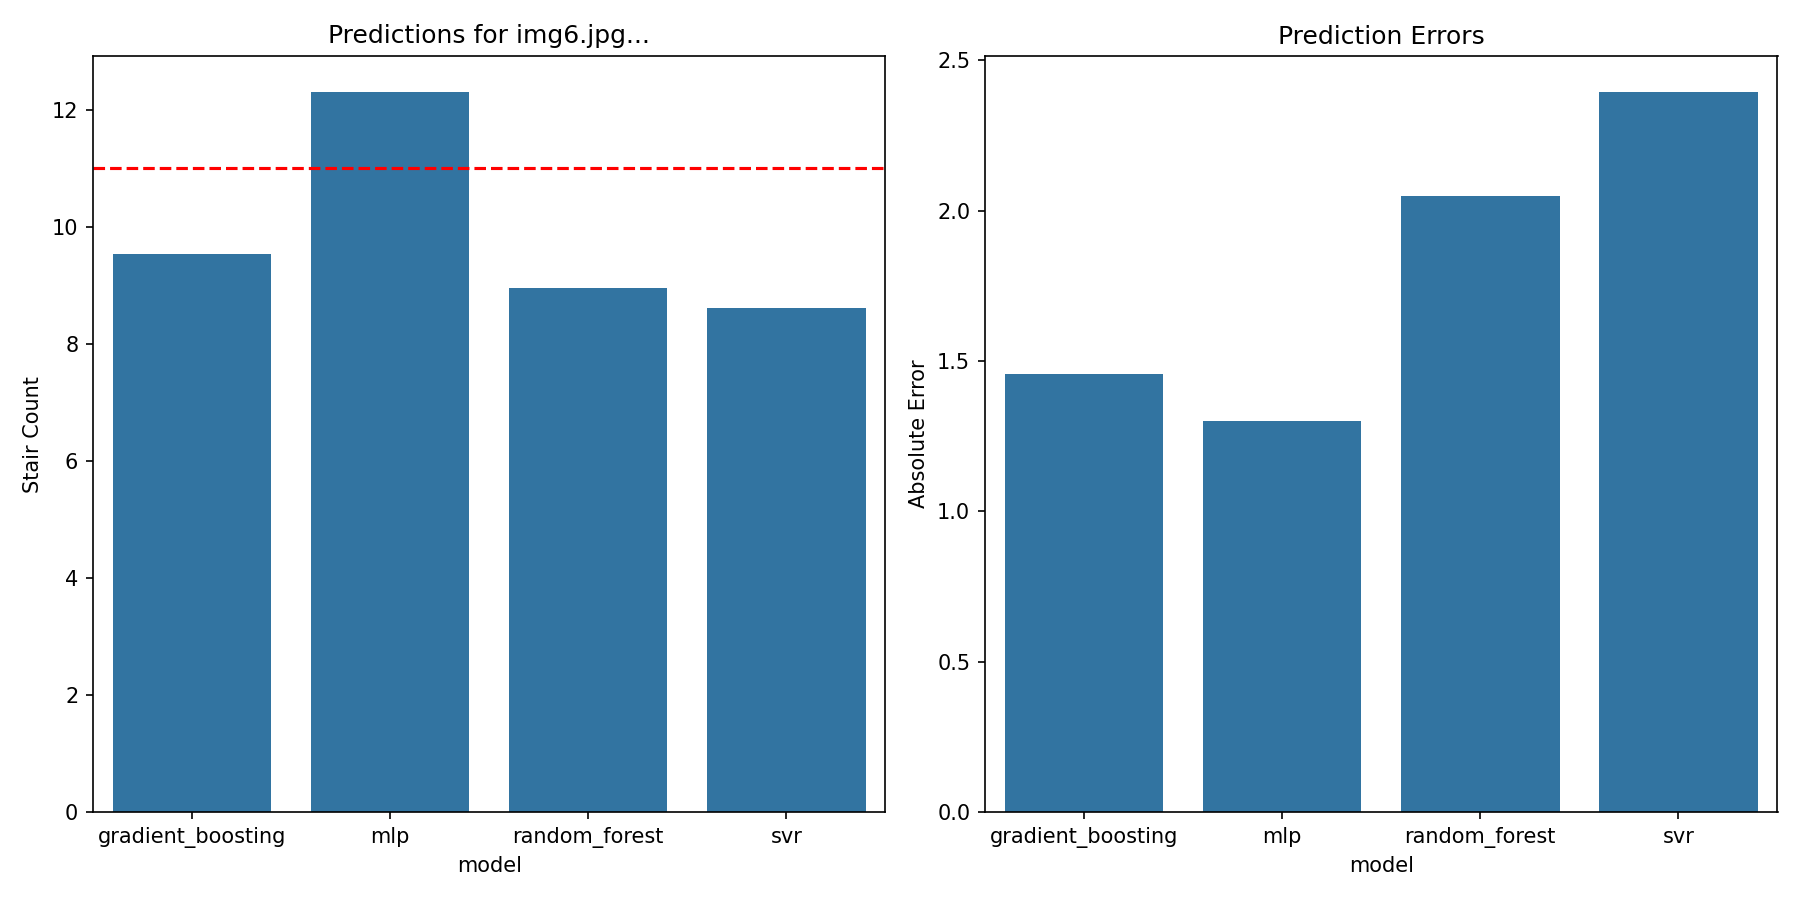 Predictions for img6.jpg...
Stair Count
12
10
8
6
4
2
0
gradient_boosting mlp random_forest svr
model
Prediction Errors
Absolute Error
2.5
2.0
1.5
1.0
0.5
0.0
gradient_boosting mlp random_forest svr
model